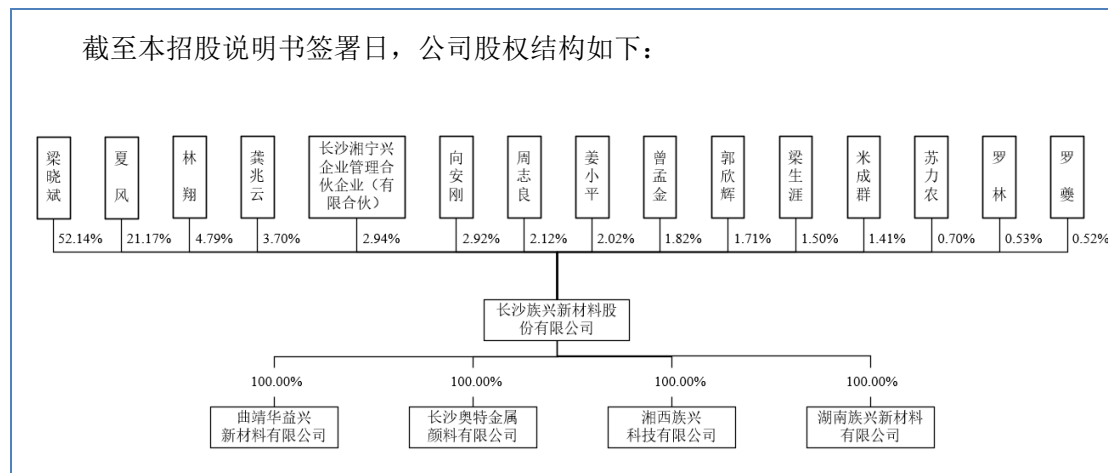 截至本招股说明书签署日，公司股权结构如下：
梁晓斌
夏风
林翔
龚兆云
长沙湘宁兴
企业管理合
伙企业（有
限合伙）
向安刚
周志良
姜小平
曾孟金
郭欣辉
梁生涯
米成群
苏力农
罗林
罗夔
52.14%
21.17%
4.79%
3.70%
2.94%
2.92%
2.12%
2.02%
1.82%
1.71%
1.50%
1.41%
0.70%
0.53%
0.52%
长沙族兴新材料股
份有限公司
100.00%
100.00%
100.00%
100.00%
曲靖华益兴
新材料有限公司
长沙奥特金属
颜料有限公司
湘西族兴
科技有限公司
湖南族兴新材料
有限公司